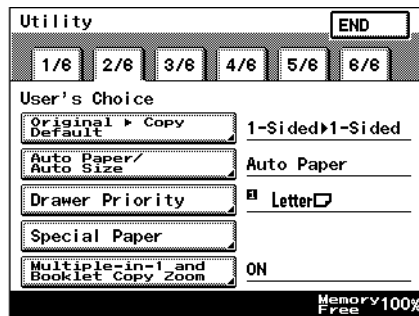 Utility
END
1/6 2/6 3/6 4/6 5/6 6/6
User's Choice
Original ▸ Copy
Default
1-Sided▸1-Sided
Auto Paper/
Auto Size
Auto Paper
Drawer Priority
1 Letter
Special Paper
Multiple-in-1 and
Booklet Copy Zoom
ON
Memory
Free 100%